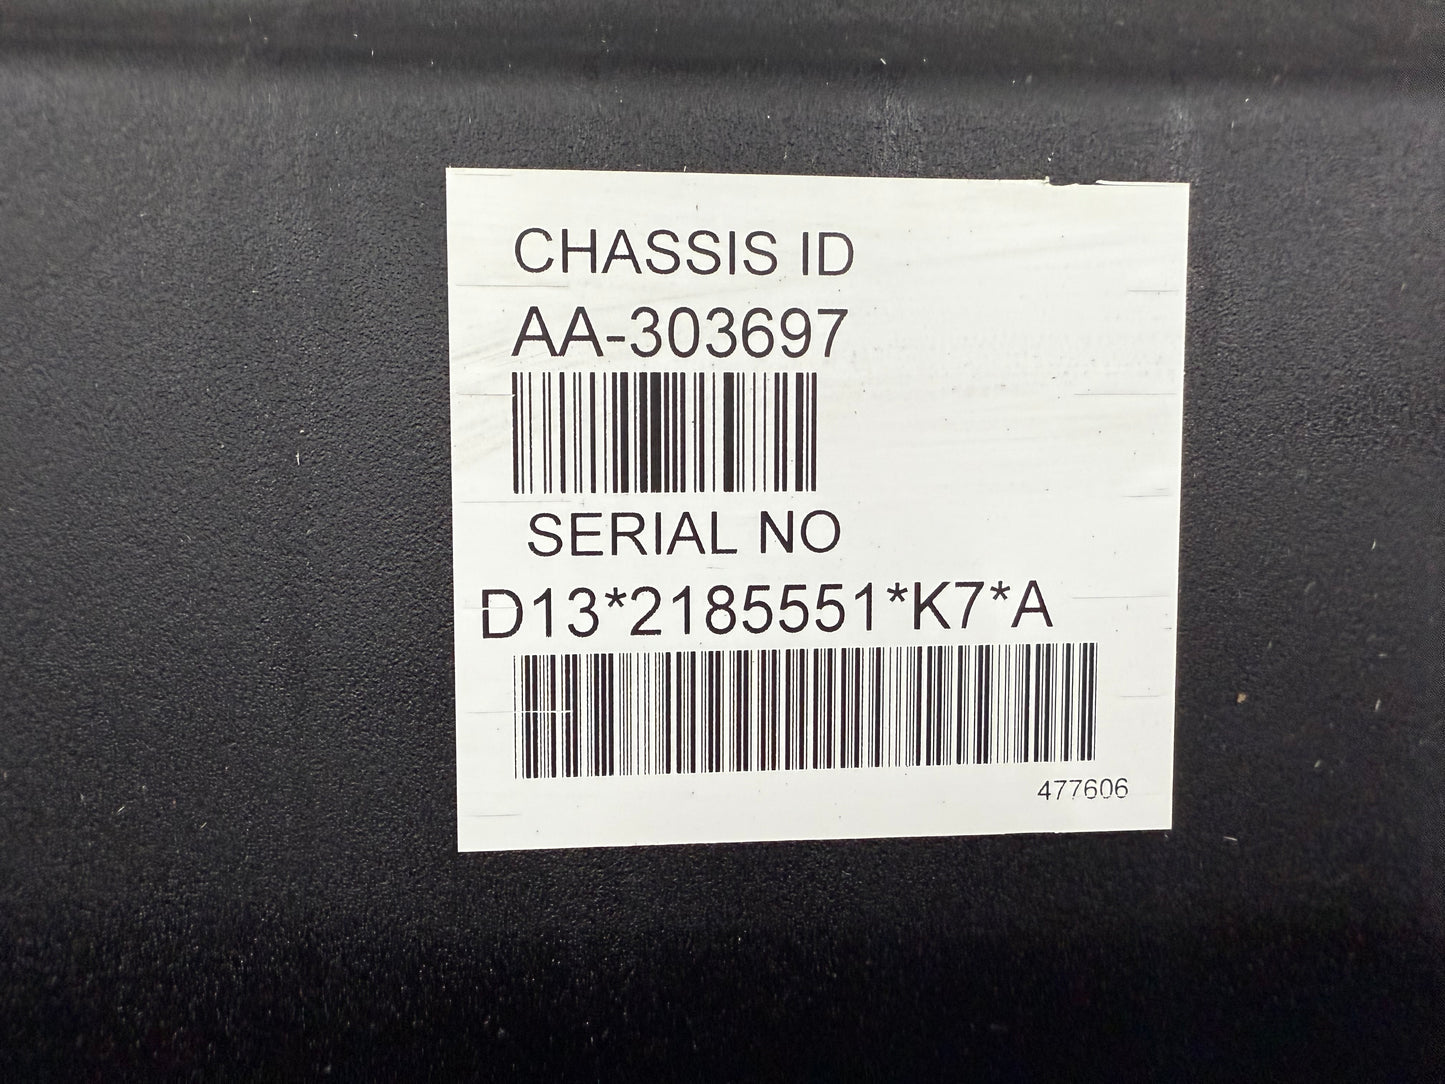 CHASSIS ID
AA-303697
SERIAL NO
D13*2185551*K7*A
477606